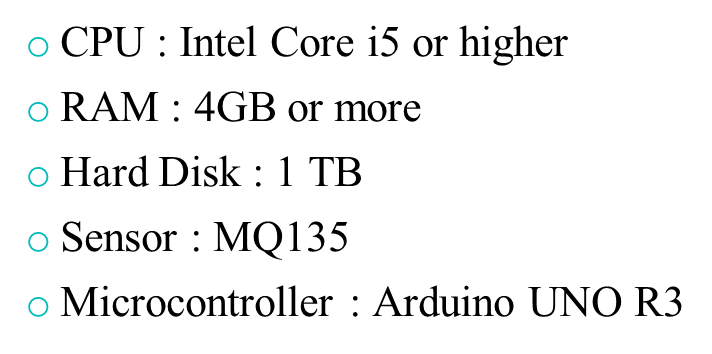 CPU : Intel Core i5 or higher
RAM : 4GB or more
Hard Disk : 1 TB
Sensor : MQ135
Microcontroller : Arduino UNO R3